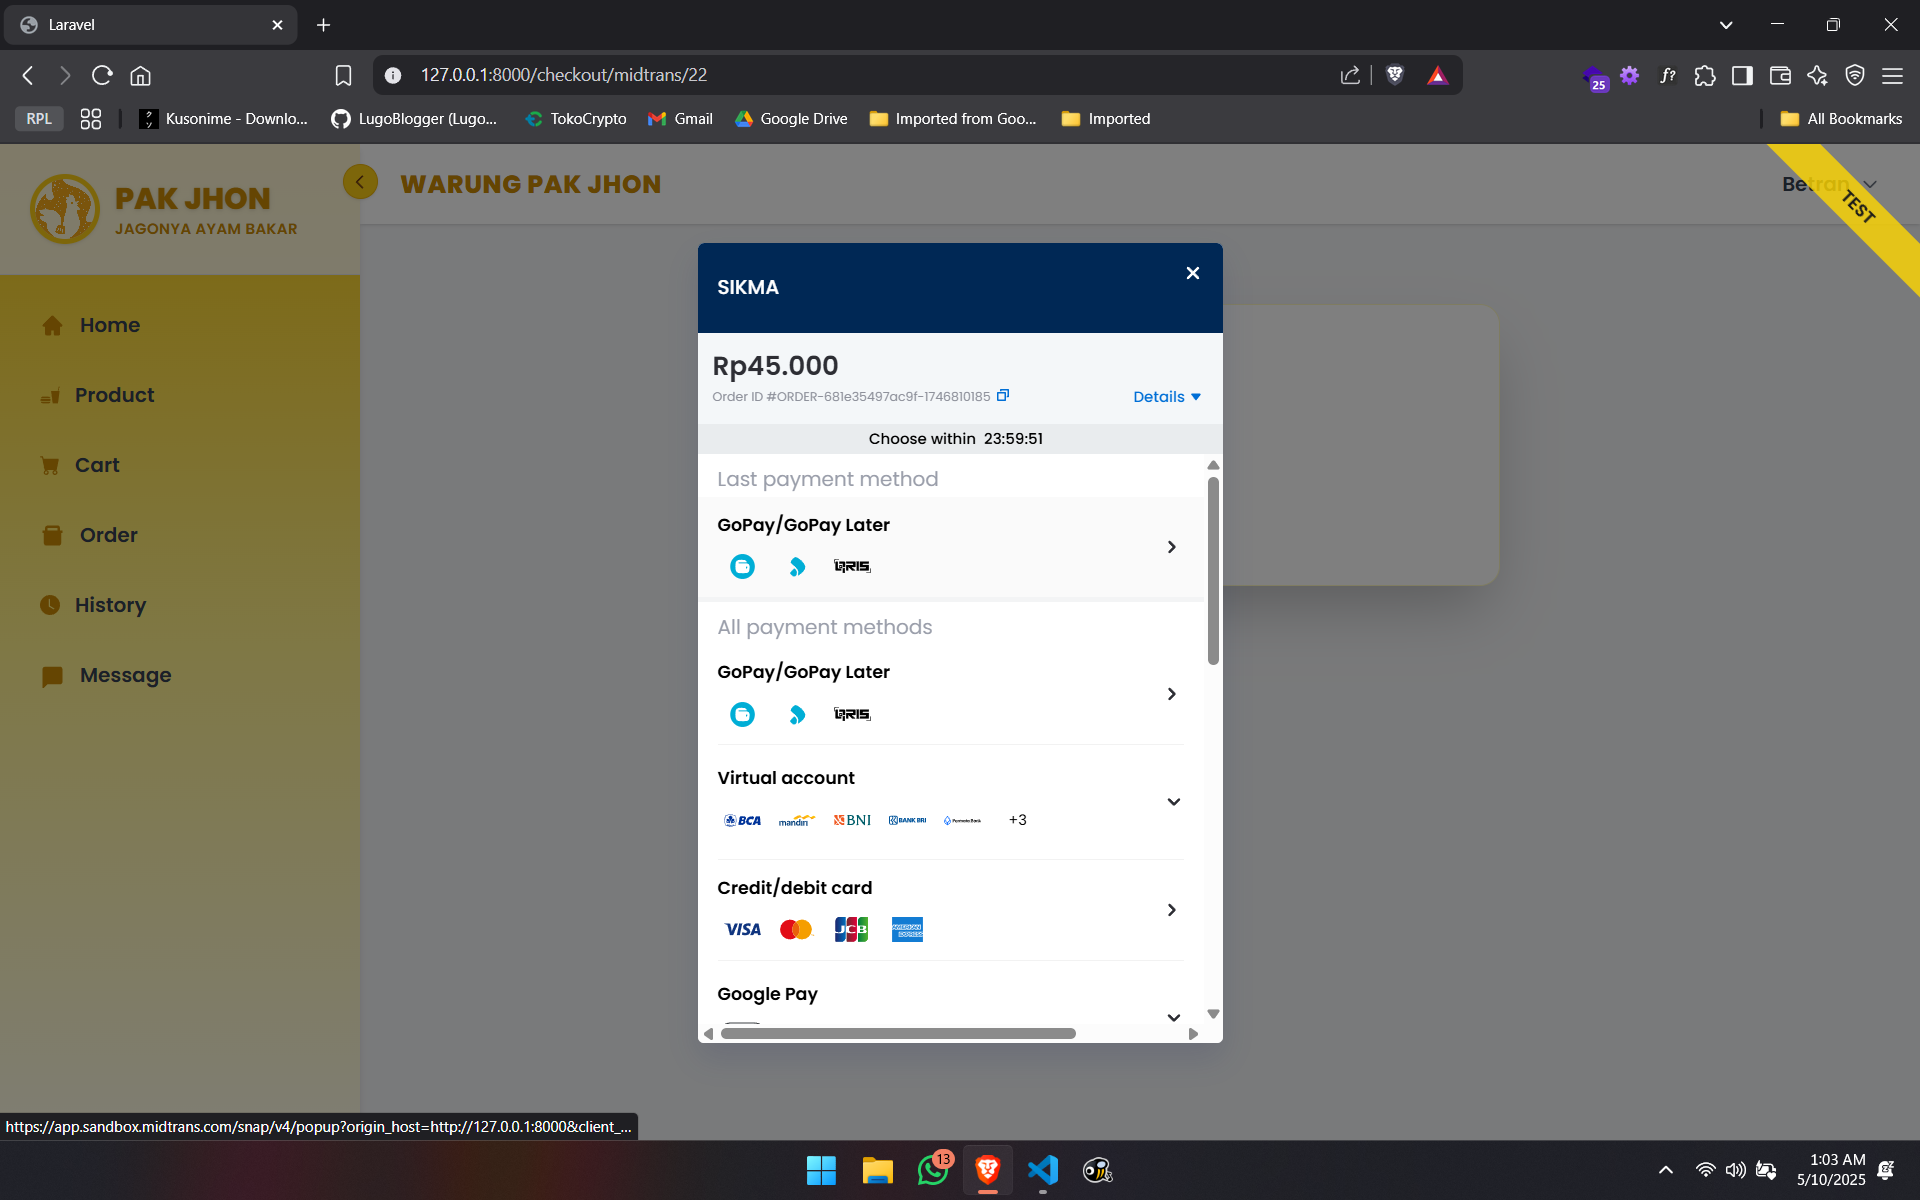 Laravel
127.0.0.1:8000/checkout/midtrans/22
25
f?
RPL
Kusonime - Downlo...
LugoBlogger (Lugo...
TokoCrypto
Gmail
Google Drive
Imported from Goo...
Imported
All Bookmarks
PAK JHON
JAGONYA AYAM BAKAR
WARUNG PAK JHON
Betran
TEST
Home
Product
Cart
Order
History
Message
SIKMA
Rp45.000
Order ID #ORDER-681e35497ac9f-1746810185
Details
Choose within 23:59:51
Last payment method
GoPay/GoPay Later
QRIS
All payment methods
GoPay/GoPay Later
QRIS
Virtual account
BCA mandiri BNI BANK BRI PermataBank +3
Credit/debit card
VISA JCB AMERICAN EXPRESS
Google Pay
https://app.sandbox.midtrans.com/snap/v4/popup?origin_host=http://127.0.0.1:8000&client_...
13
1:03 AM
5/10/2025